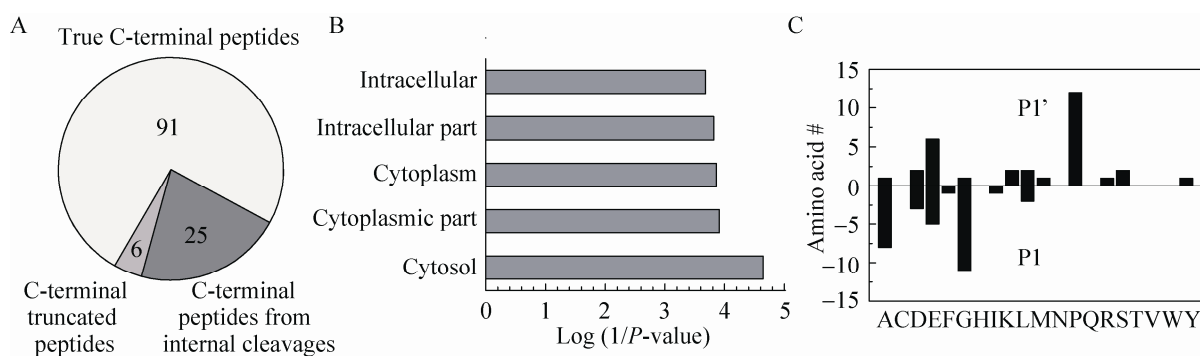 A
True C-terminal peptides
91
25
6
C-terminal
truncated
peptides
C-terminal
peptides from
internal cleavages
B
Intracellular
Intracellular part
Cytoplasm
Cytoplasmic part
Cytosol
0 1 2 3 4 5
Log (1/P-value)
C
15
10
5
0
−5
−10
−15
Amino acid #
P1’
P1
ACDEFGHIKLMNPQRSTVWY